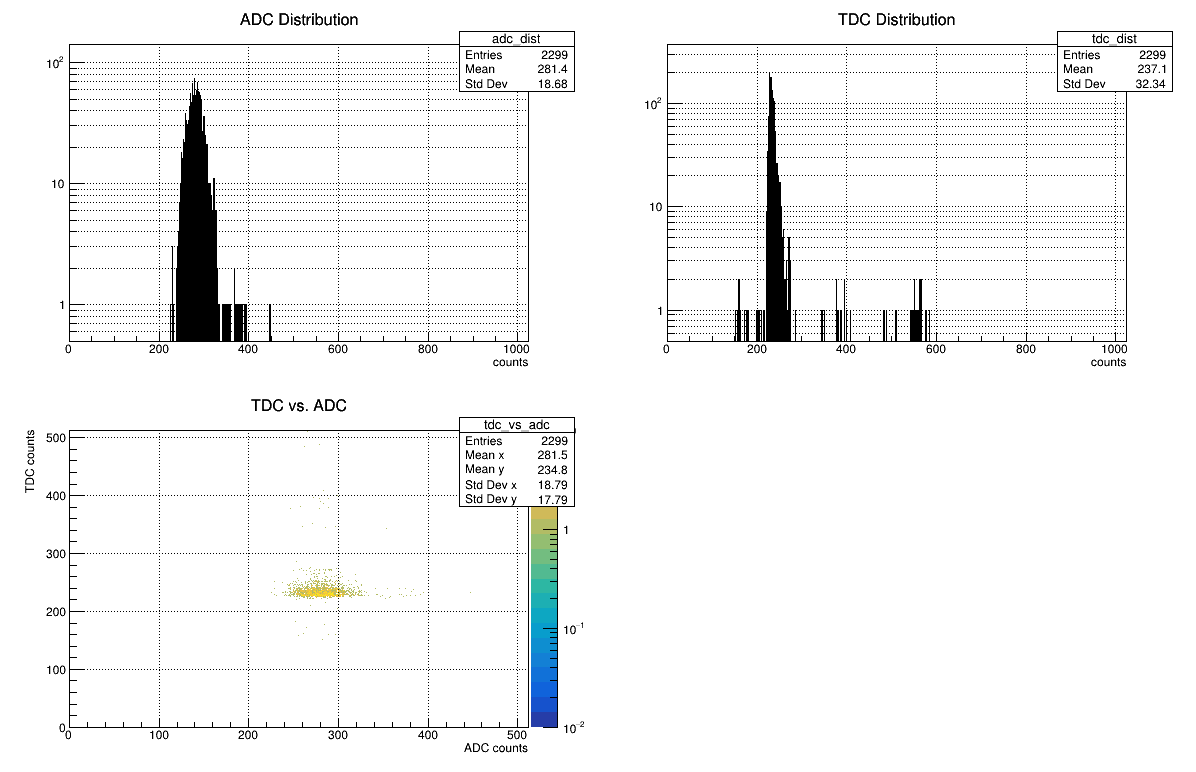 ADC Distribution
adc_dist
Entries 2299
Mean 281.4
Std Dev 18.68
10²
10
1
0 200 400 600 800 1000
counts
TDC Distribution
tdc_dist
Entries 2299
Mean 237.1
Std Dev 32.34
10²
10
1
0 200 400 600 800 1000
counts
TDC vs. ADC
tdc_vs_adc
Entries 2299
Mean x 281.5
Mean y 234.8
Std Dev x 18.79
Std Dev y 17.79
TDC counts
500
400
300
200
100
0
0 100 200 300 400 500
ADC counts
1
10⁻¹
10⁻²